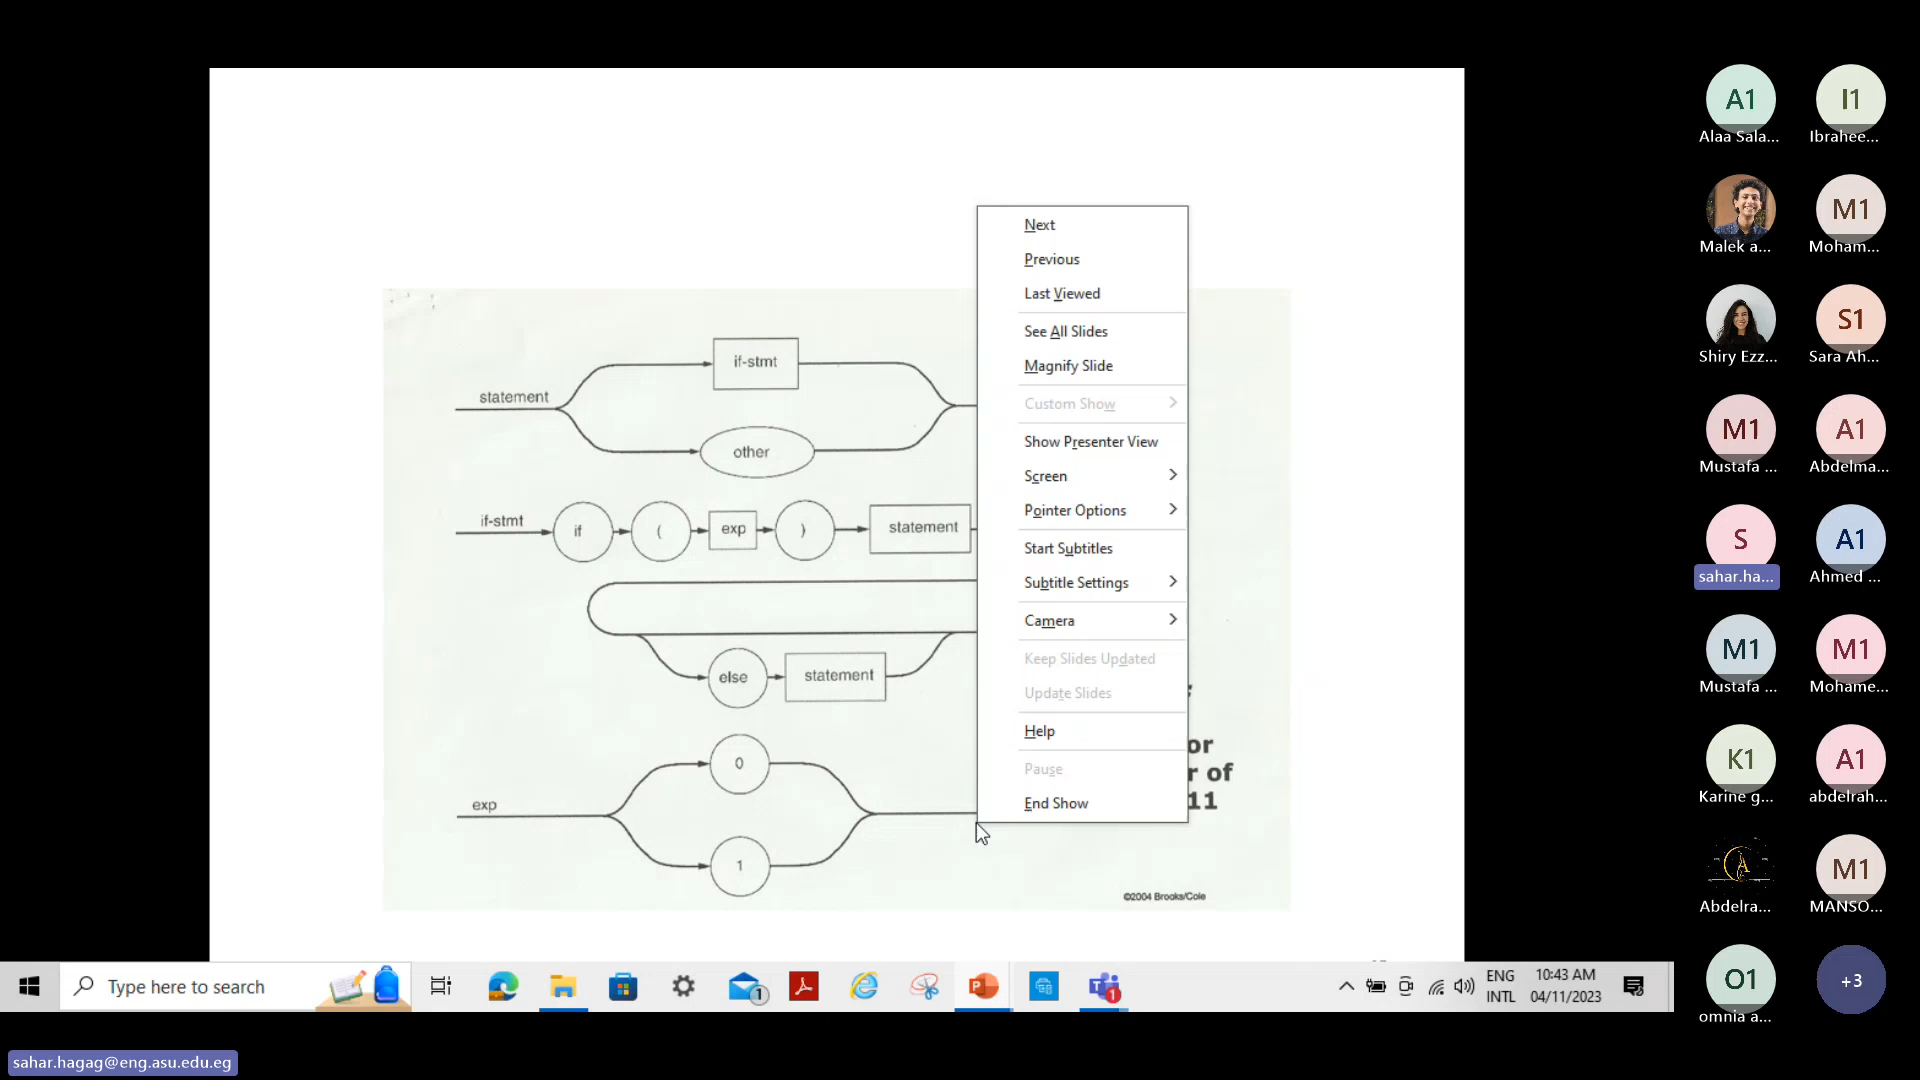 if-stmt
statement
other
if-stmt
if
(
exp
)
statement
else
statement
exp
0
1
or
r of
11
©2004 Brooks/Cole
Next
Previous
Last Viewed
See All Slides
Magnify Slide
Custom Show
Show Presenter View
Screen
Pointer Options
Start Subtitles
Subtitle Settings
Camera
Keep Slides Updated
Update Slides
Help
Pause
End Show
A1
Alaa Sala...
I1
Ibrahee...
Malek a...
M1
Moham...
Shiry Ezz...
S1
Sara Ah...
M1
Mustafa ...
A1
Abdelma...
S
sahar.ha...
A1
Ahmed ...
M1
Mustafa ...
M1
Mohame...
K1
Karine g...
A1
abdelrah...
A
Abdelra...
M1
MANSO...
O1
omnia a...
+3
Type here to search
1
1
ENG
INTL
10:43 AM
04/11/2023
sahar.hagag@eng.asu.edu.eg